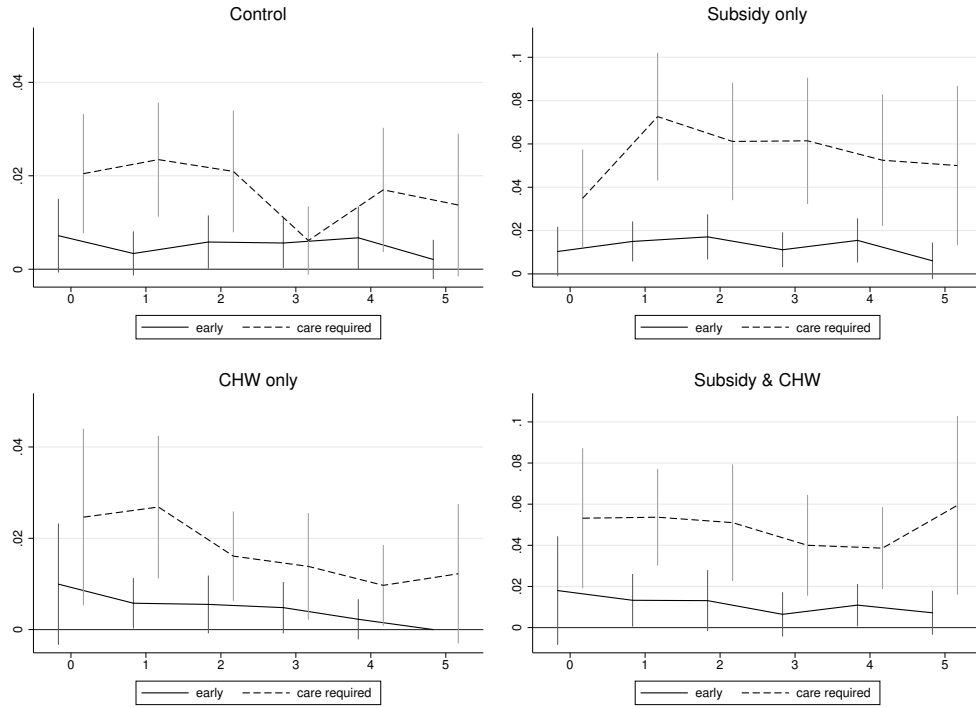 Control
.04
.02
0
0 1 2 3 4 5
early care required
Subsidy only
.1
.08
.06
.04
.02
0
0 1 2 3 4 5
early care required
CHW only
.04
.02
0
0 1 2 3 4 5
early care required
Subsidy & CHW
.1
.08
.06
.04
.02
0
0 1 2 3 4 5
early care required